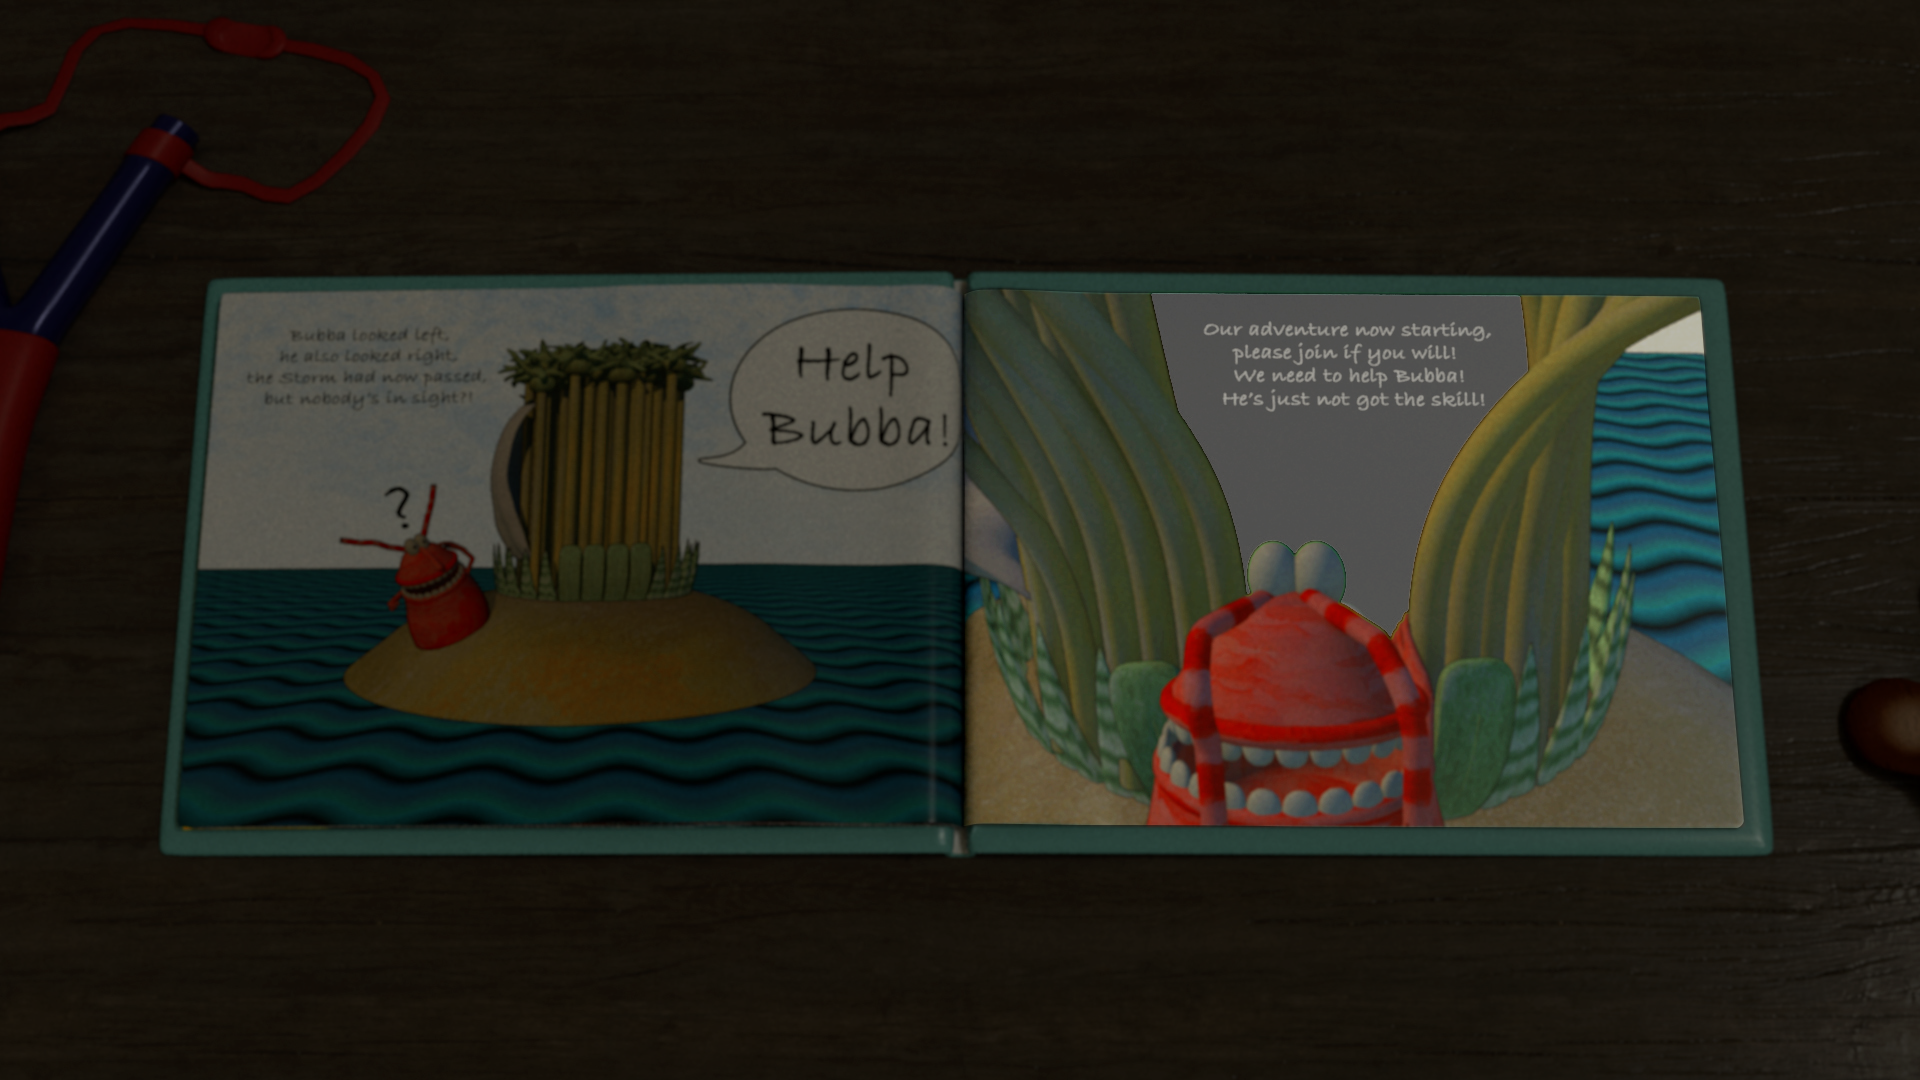 Bubba looked left,
he also looked right,
the Storm had now passed,
but nobody's in sight?!
?
Help
Bubba!
Our adventure now starting,
please join if you will!
We need to help Bubba!
He's just not got the skill!